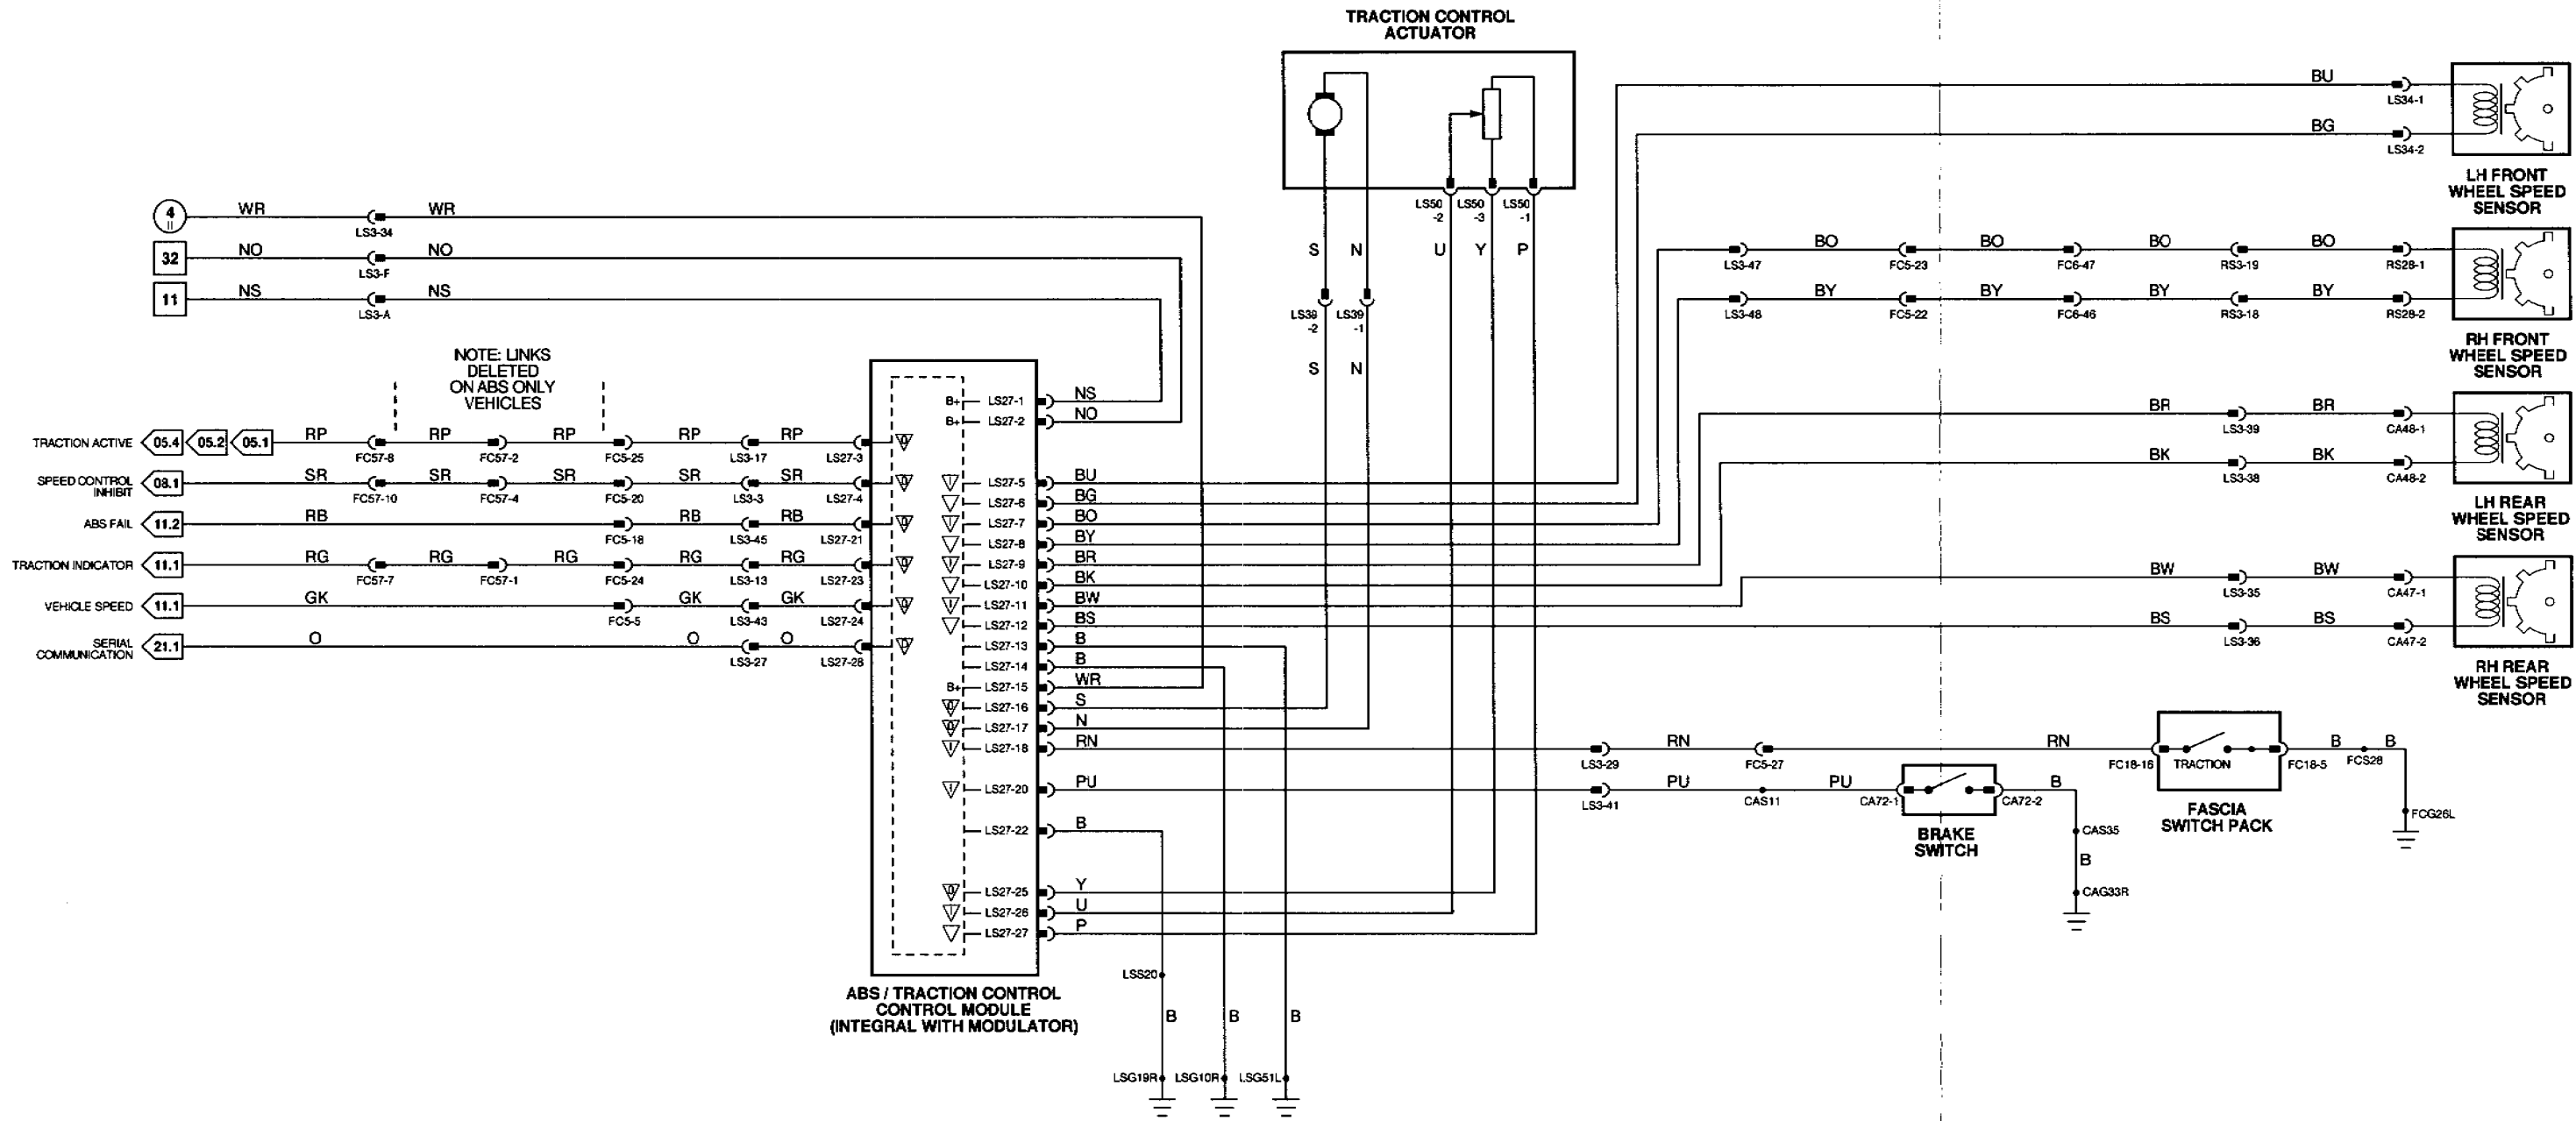 TRACTION CONTROL
ACTUATOR
LS50
-2
LS50
-3
LS50
-1
S
N
U
Y
P
LS39
-2
LS39
-1
S
N
4
II
WR
LS3-34
WR
32
NO
LS3-F
NO
11
NS
LS3-A
NS
NOTE: LINKS
DELETED
ON ABS ONLY
VEHICLES
TRACTION ACTIVE
05.4
05.2
05.1
RP
FC57-8
RP
FC57-2
RP
FC5-25
RP
LS3-17
RP
LS27-3
O
SPEED CONTROL
INHIBIT
08.1
SR
FC57-10
SR
FC57-4
SR
FC5-20
SR
LS3-3
SR
LS27-4
O
ABS FAIL
11.2
RB
FC5-18
RB
LS3-45
RB
LS27-21
O
TRACTION INDICATOR
11.1
RG
FC57-7
RG
FC57-1
RG
FC5-24
RG
LS3-13
RG
LS27-23
O
VEHICLE SPEED
11.1
GK
FC5-5
GK
LS3-43
GK
LS27-24
O
SERIAL
COMMUNICATION
21.1
O
O
LS3-27
O
LS27-28
D
B+
LS27-1
NS
B+
LS27-2
NO
I
LS27-5
BU
LS27-6
BG
I
LS27-7
BO
LS27-8
BY
I
LS27-9
BR
LS27-10
BK
I
LS27-11
BW
LS27-12
BS
LS27-13
B
LS27-14
B
B+
LS27-15
WR
O
LS27-16
S
O
LS27-17
N
I
LS27-18
RN
I
LS27-20
PU
LS27-22
B
O
LS27-25
Y
I
LS27-26
U
LS27-27
P
ABS / TRACTION CONTROL
CONTROL MODULE
(INTEGRAL WITH MODULATOR)
LSS20
B
B
B
LSG19R
LSG10R
LSG51L
BU
LS34-1
BG
LS34-2
LH FRONT
WHEEL SPEED
SENSOR
LS3-47
BO
FC5-23
BO
FC6-47
BO
RS3-19
BO
RS28-1
LS3-48
BY
FC5-22
BY
FC6-46
BY
RS3-18
BY
RS28-2
RH FRONT
WHEEL SPEED
SENSOR
BR
LS3-39
BR
CA48-1
BK
LS3-38
BK
CA48-2
LH REAR
WHEEL SPEED
SENSOR
BW
LS3-35
BW
CA47-1
BS
LS3-36
BS
CA47-2
RH REAR
WHEEL SPEED
SENSOR
LS3-29
RN
FC5-27
RN
FC18-16
TRACTION
FC18-5
B
FCS28
B
FCG26L
FASCIA
SWITCH PACK
LS3-41
PU
CAS11
PU
CA72-1
CA72-2
B
CAS35
B
CAG33R
BRAKE
SWITCH